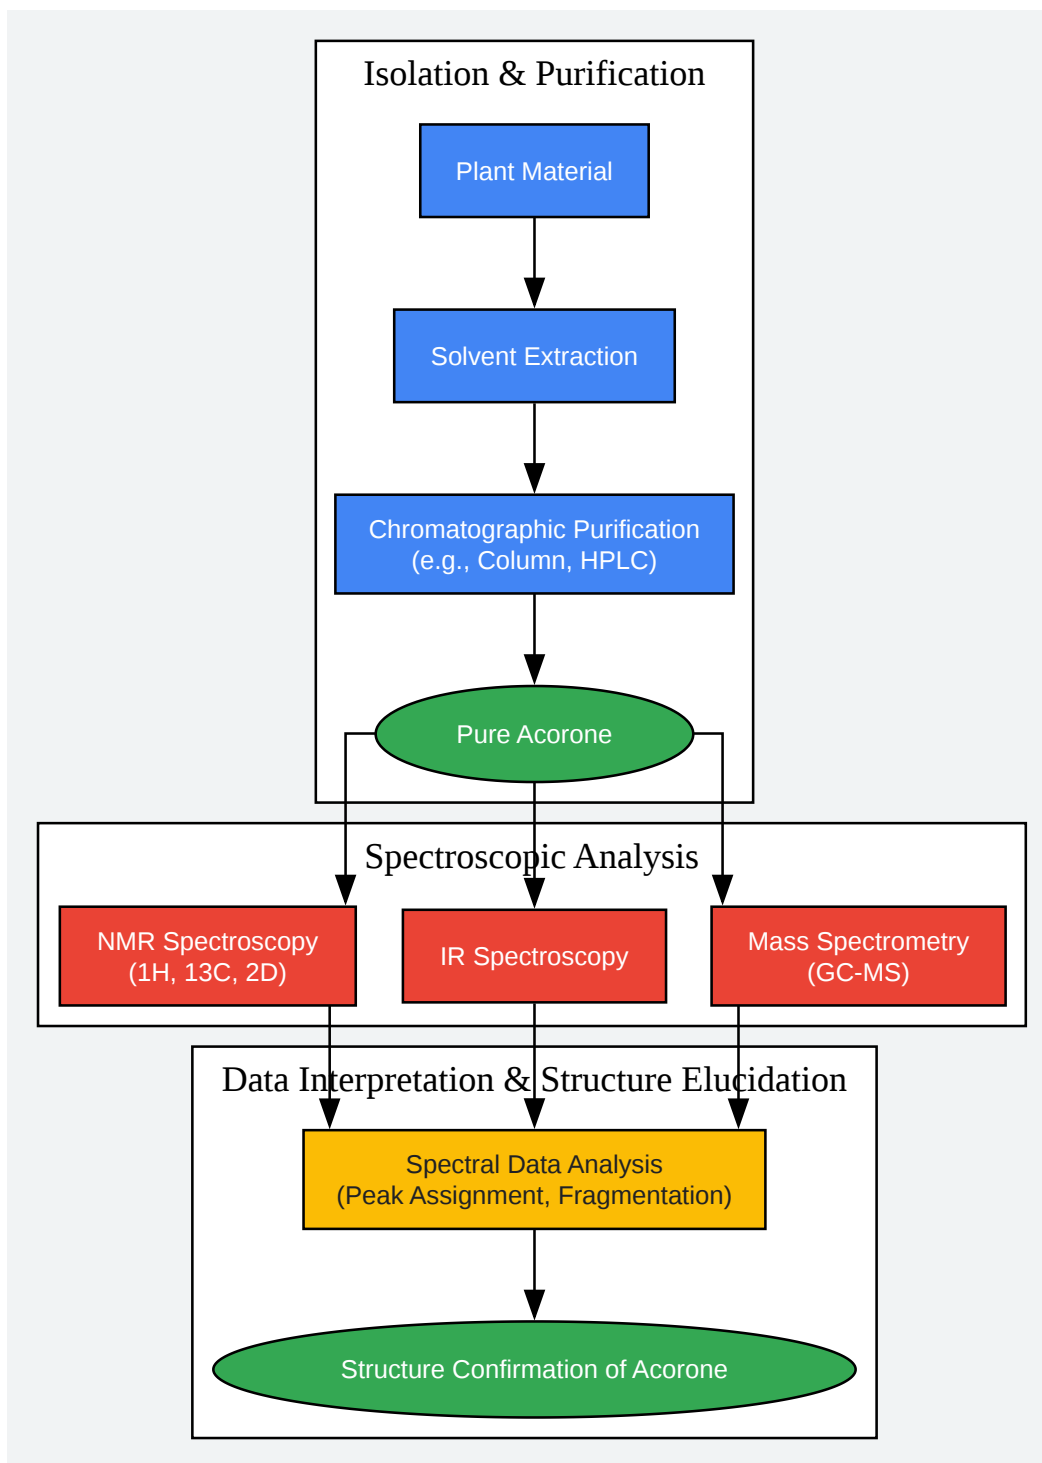 Isolation & Purification
Plant Material
Solvent Extraction
Chromatographic Purification
(e.g., Column, HPLC)
Pure Acorone
Spectroscopic Analysis
NMR Spectroscopy
(1H, 13C, 2D)
IR Spectroscopy
Mass Spectrometry
(GC-MS)
Data Interpretation & Structure Elucidation
Spectral Data Analysis
(Peak Assignment, Fragmentation)
Structure Confirmation of Acorone